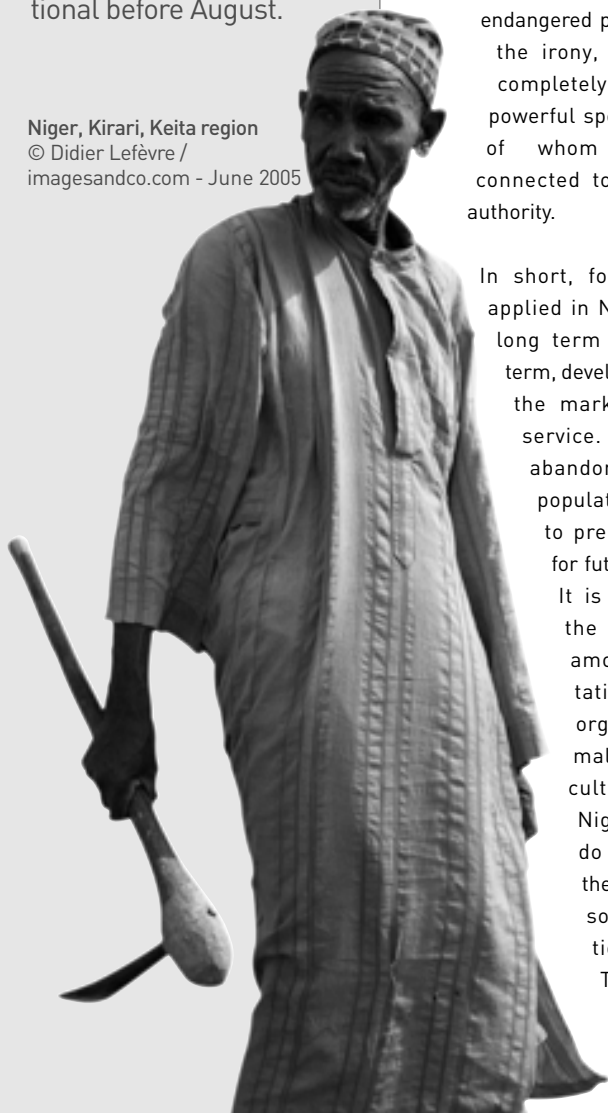 tional before August.
Niger, Kirari, Keita region
© Didier Lefèvre /
imagesandco.com - June 2005
endangered p
the irony,
completely
powerful spe
of whom
connected to
authority.
In short, fo
applied in N
long term
term, devel
the mark
service.
abandon
populat
to pre
for fut
It is
the
amo
tati
org
mal
cult
Nig
do
the
so
tio
T